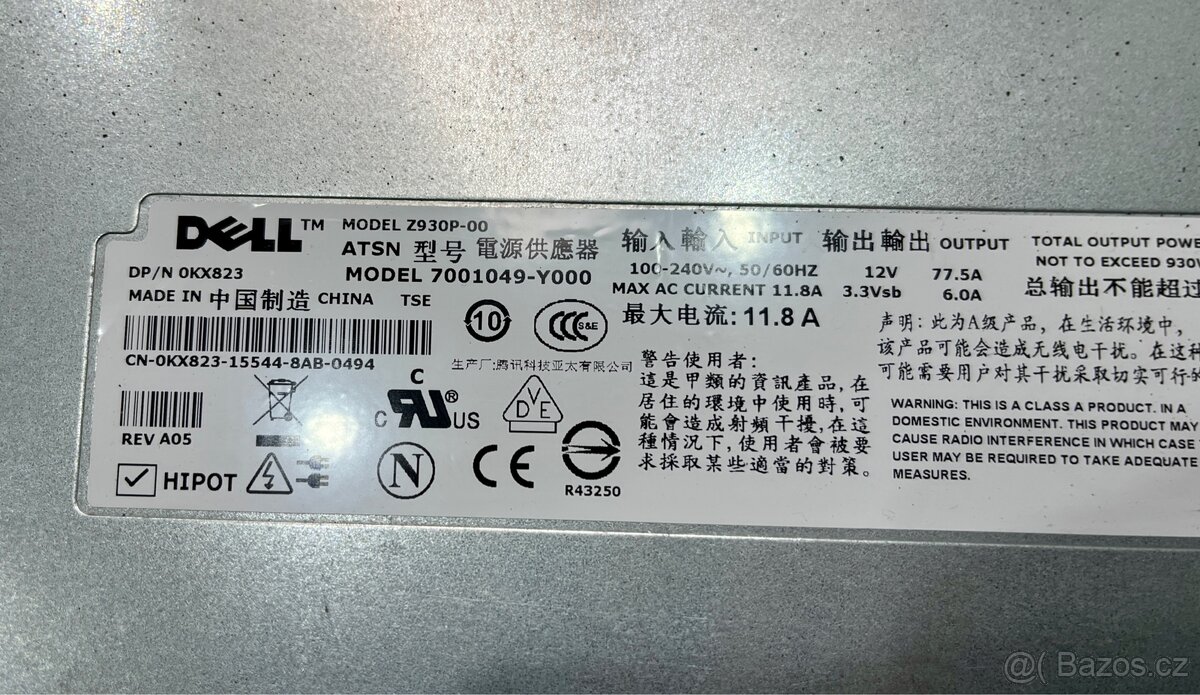 DELL™
MODEL Z930P-00
ATSN 型号 電源供應器
DP/N 0KX823
MODEL 7001049-Y000
MADE IN 中国制造 CHINA TSE
CN-0KX823-15544-8AB-0494
REV A05
HIPOT
10
CCC S&E
生产厂:腾讯科技亚太有限公司
C
c RU® US
VDE
N
CE
R43250
输入 輸入 INPUT
100-240V~, 50/60HZ
MAX AC CURRENT 11.8A
最大电流: 11.8 A
输出 輸出 OUTPUT
12V 77.5A
3.3Vsb 6.0A
TOTAL OUTPUT POWE
NOT TO EXCEED 930
总输出不能超过
警告使用者:
這是甲類的資訊產品, 在
居住的環境中使用時, 可
能會造成射頻干擾, 在這
種情況下, 使用者會被要
求採取某些適當的對策。
声明: 此为A级产品, 在生活环境中,
该产品可能会造成无线电干扰。在这种
可能需要用户对其干扰采取切实可行的
WARNING: THIS IS A CLASS A PRODUCT. IN A
DOMESTIC ENVIRONMENT. THIS PRODUCT MAY
CAUSE RADIO INTERFERENCE IN WHICH CASE
USER MAY BE REQUIRED TO TAKE ADEQUATE
MEASURES.
@( Bazos.cz